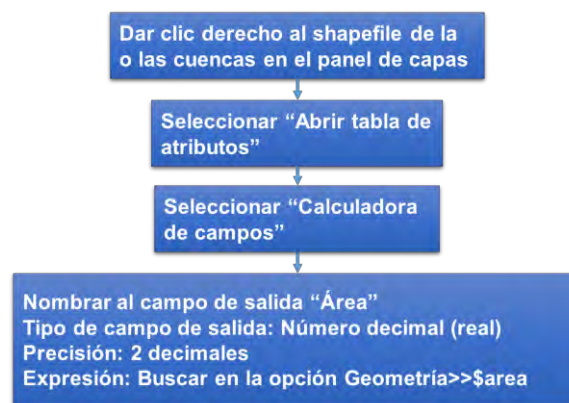 Dar clic derecho al shapefile de la
o las cuencas en el panel de capas
Seleccionar “Abrir tabla de
atributos”
Seleccionar “Calculadora
de campos”
Nombrar al campo de salida “Área”
Tipo de campo de salida: Número decimal (real)
Precisión: 2 decimales
Expresión: Buscar en la opción Geometría>>$area